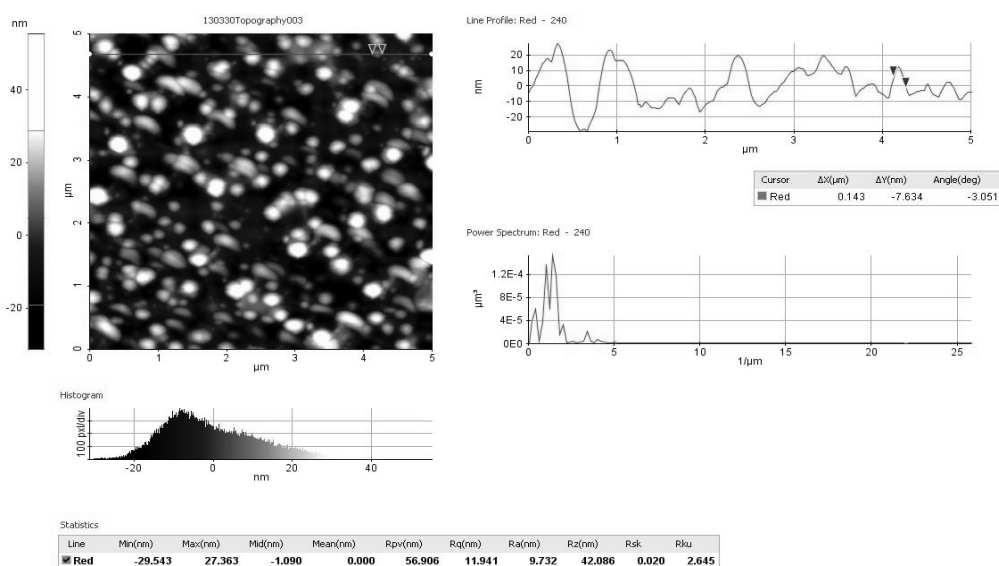 130330Topography003
nm
40
20
0
-20
5
4
3
2
1
0
µm
0 1 2 3 4 5
µm
Line Profile: Red - 240
20
10
0
-10
-20
nm
0 1 2 3 4 5
µm
Cursor ΔX(µm) ΔY(nm) Angle(deg)
Red 0.143 -7.634 -3.051
Power Spectrum: Red - 240
1.2E-4
8E-5
4E-5
0E0
µm³
0 5 10 15 20 25
1/µm
Histogram
100 pxl/div
-20 0 20 40
nm
Statistics
Line Min(nm) Max(nm) Mid(nm) Mean(nm) Rpv(nm) Rq(nm) Ra(nm) Rz(nm) Rsk Rku
Red -29.543 27.363 -1.090 0.000 56.906 11.941 9.732 42.086 0.020 2.645